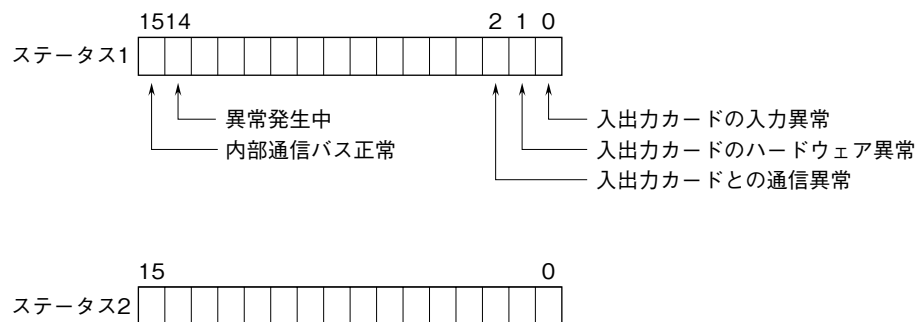 15 14 2 1 0
ステータス1
異常発生中
内部通信バス正常
入出力カードの入力異常
入出力カードのハードウェア異常
入出力カードとの通信異常
15 0
ステータス2